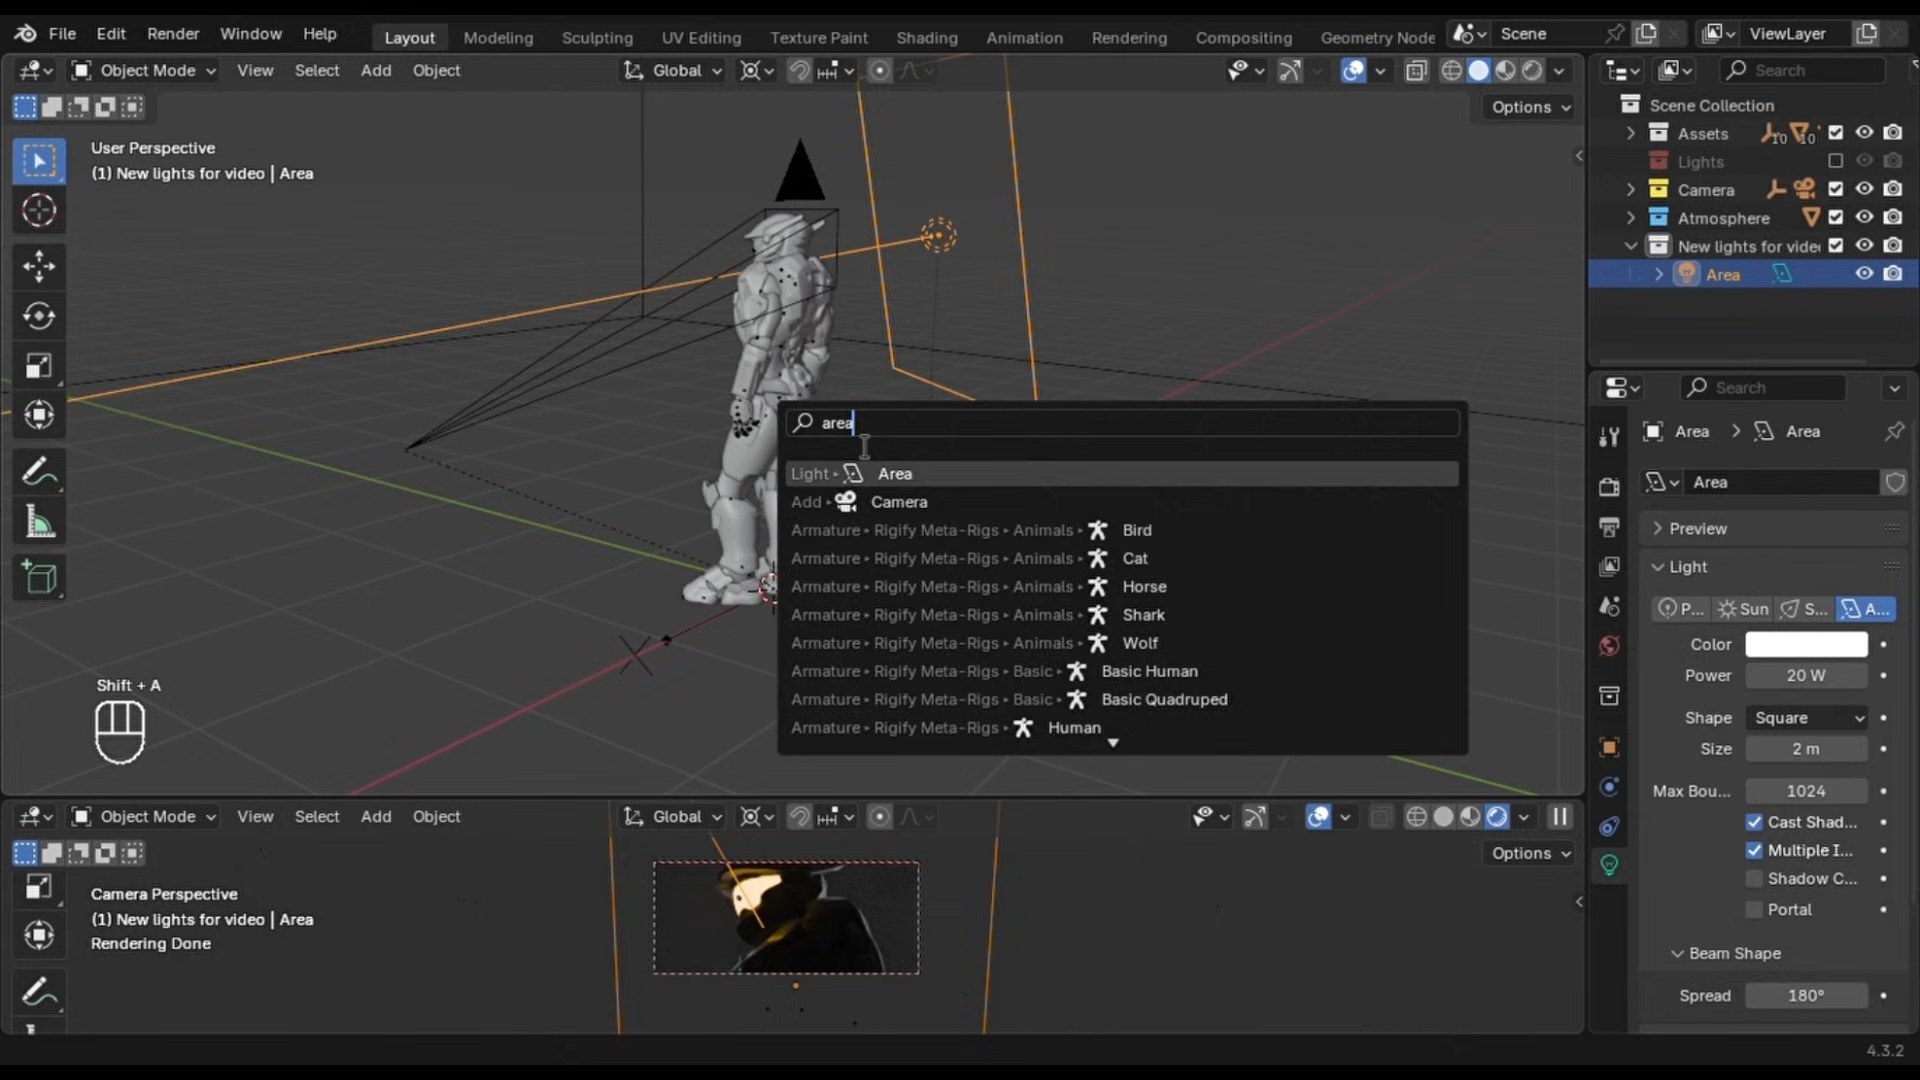 File Edit Render Window Help Layout Modeling Sculpting UV Editing Texture Paint Shading Animation Rendering Compositing Geometry Node Scene ViewLayer
Object Mode View Select Add Object Global Search
Options
Scene Collection
User Perspective
(1) New lights for video | Area
Assets 10 10
Lights
Camera
Atmosphere
New lights for video
Area
Search
Area Area
area
Area
Light ▸ Area
Add ▸ Camera
Armature ▸ Rigify Meta-Rigs ▸ Animals ▸ Bird
Armature ▸ Rigify Meta-Rigs ▸ Animals ▸ Cat
Armature ▸ Rigify Meta-Rigs ▸ Animals ▸ Horse
Armature ▸ Rigify Meta-Rigs ▸ Animals ▸ Shark
Armature ▸ Rigify Meta-Rigs ▸ Animals ▸ Wolf
Armature ▸ Rigify Meta-Rigs ▸ Basic ▸ Basic Human
Armature ▸ Rigify Meta-Rigs ▸ Basic ▸ Basic Quadruped
Armature ▸ Rigify Meta-Rigs ▸ Human
Preview
Light
P... Sun S... A...
Color
Power 20 W
Shape Square
Size 2 m
Max Bou... 1024
Cast Shad...
Multiple I...
Shadow C...
Portal
Beam Shape
Spread 180°
Shift + A
Object Mode View Select Add Object Global
Options
Camera Perspective
(1) New lights for video | Area
Rendering Done
4.3.2